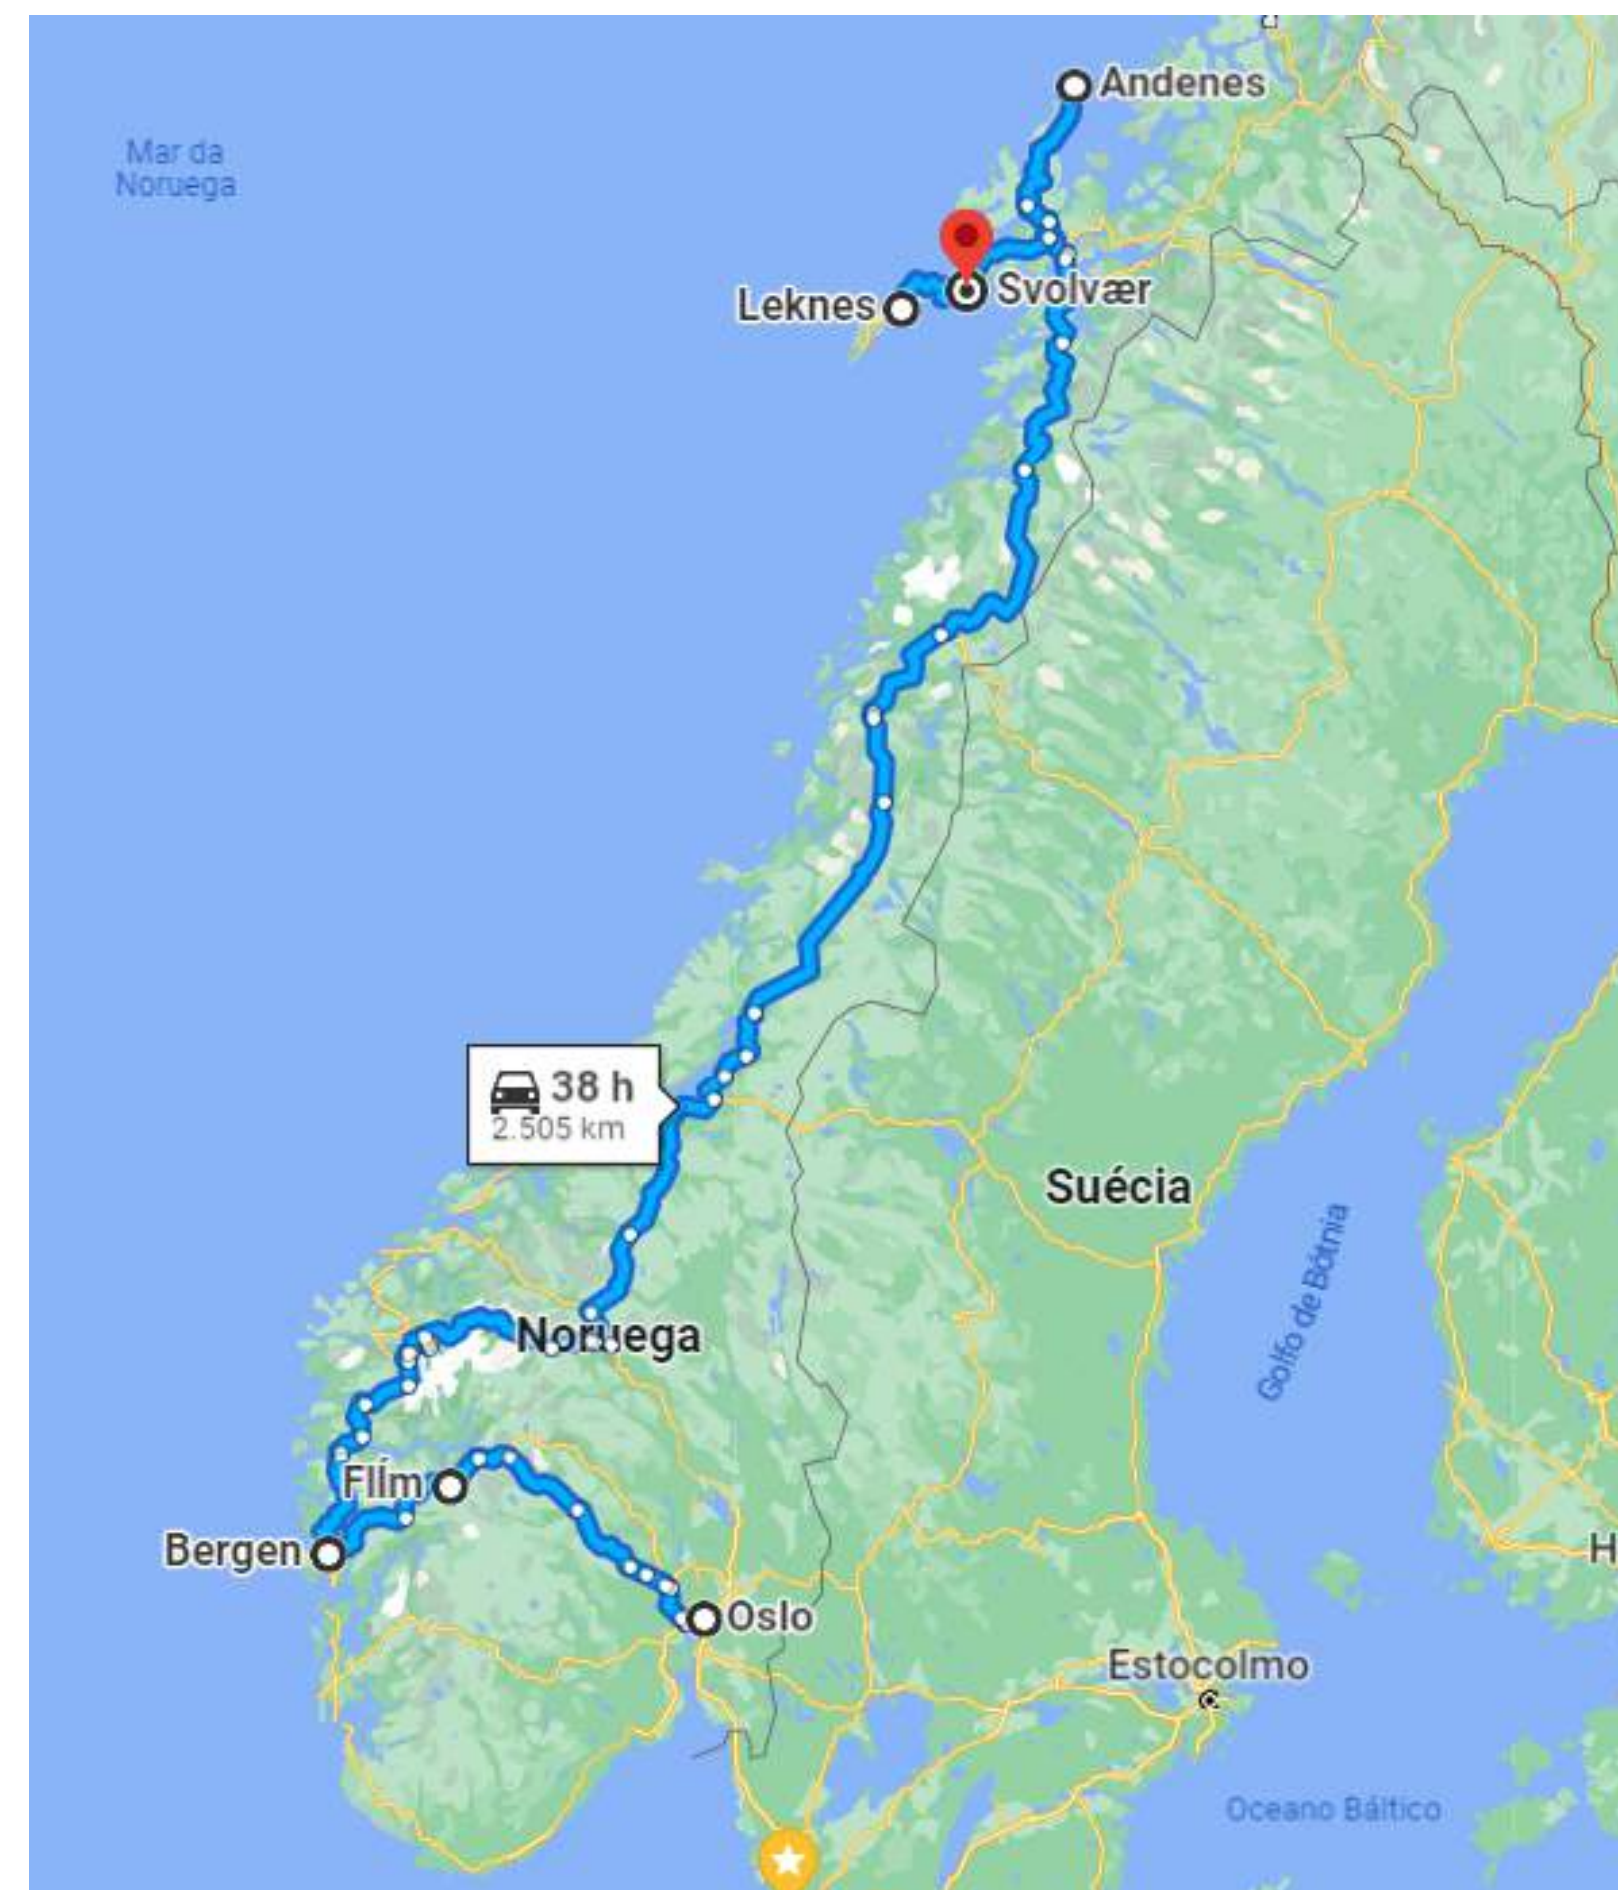 Andenes
Mar da
Noruega
Svolvær
Leknes
38 h
2.505 km
Suécia
Golfo de Bótnia
Noruega
Flĺm
Bergen
H
Oslo
Estocolmo
Oceano Báltico